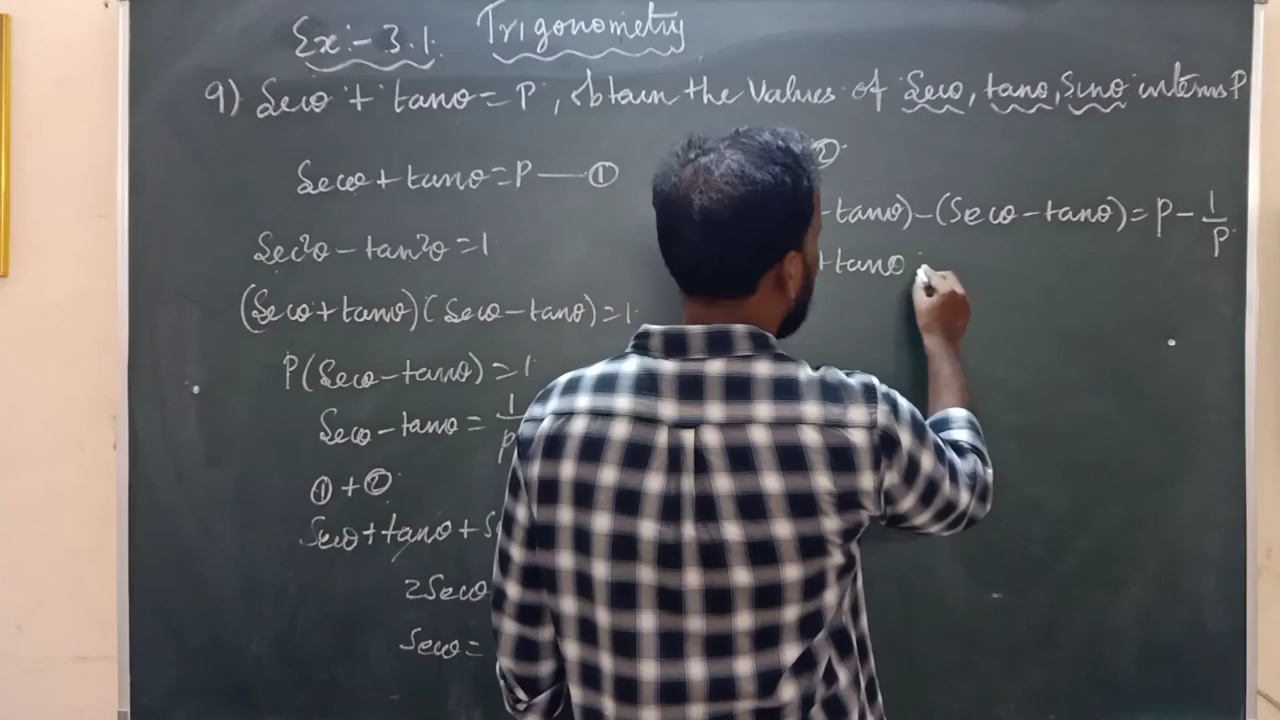 Ex:- 3.1. Trigonometry
9) Secθ + tanθ = P, obtain the values of Secθ, tanθ, Sinθ interms P
Secθ + tanθ = P — ①
Sec²θ - tan²θ = 1
(Secθ + tanθ)(Secθ - tanθ) = 1
P(Secθ - tanθ) = 1
Secθ - tanθ = 1/P
① + ②
Secθ + tanθ + S
2Secθ
Secθ =
②
tanθ) - (Secθ - tanθ) = P - 1/P
+tanθ